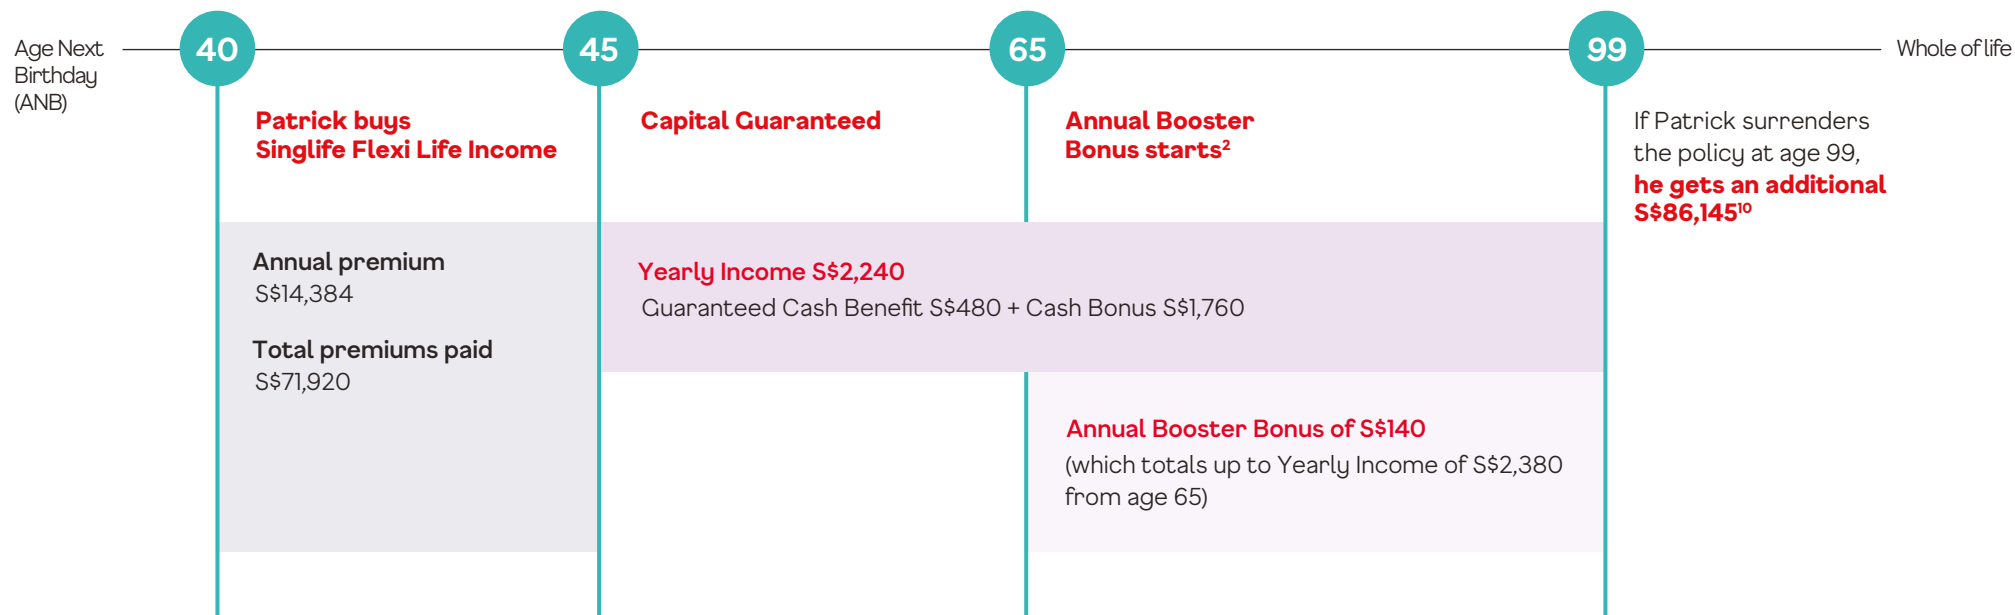 Age Next
Birthday
(ANB)
40
45
65
99
Whole of life
Patrick buys
Singlife Flexi Life Income
Capital Guaranteed
Annual Booster
Bonus starts²
If Patrick surrenders
the policy at age 99,
he gets an additional
S$86,145¹⁰
Annual premium
S$14,384
Total premiums paid
S$71,920
Yearly Income S$2,240
Guaranteed Cash Benefit S$480 + Cash Bonus S$1,760
Annual Booster Bonus of S$140
(which totals up to Yearly Income of S$2,380
from age 65)